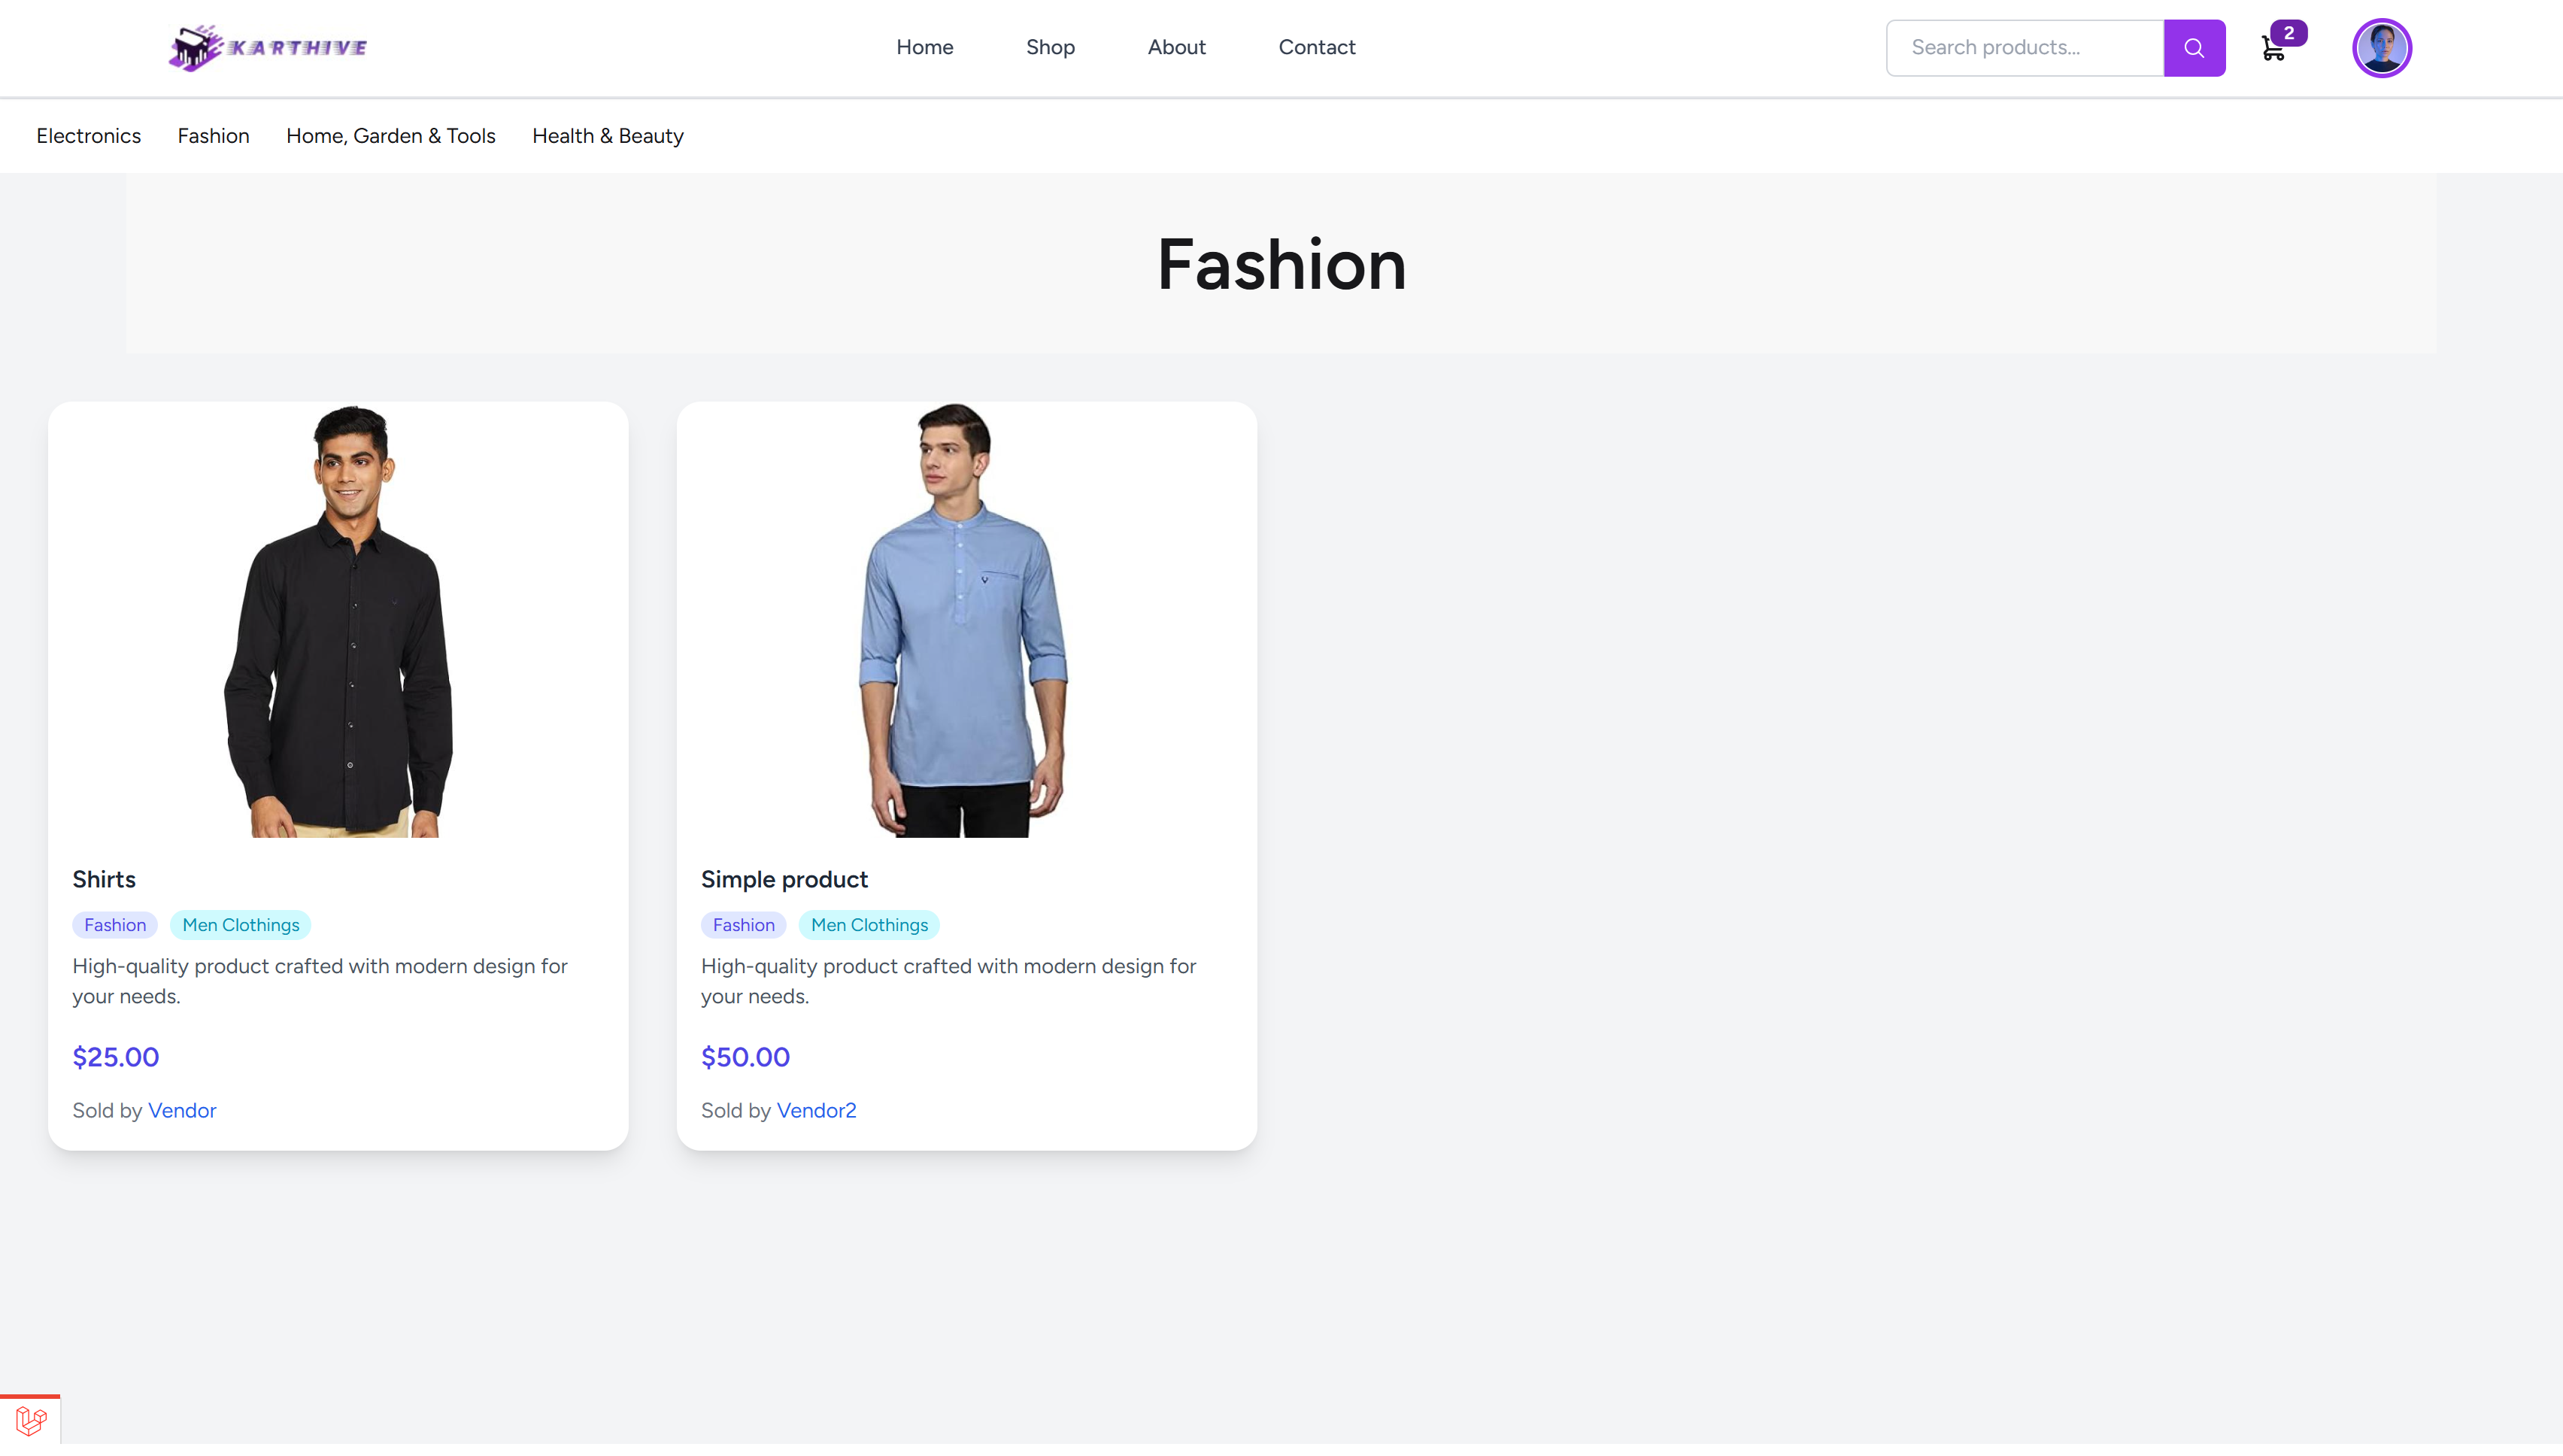 KARTHIVE
Home Shop About Contact
Search products...
2
Electronics Fashion Home, Garden & Tools Health & Beauty
Fashion
Shirts
Fashion Men Clothings
High-quality product crafted with modern design for
your needs.
$25.00
Sold by Vendor
Simple product
Fashion Men Clothings
High-quality product crafted with modern design for
your needs.
$50.00
Sold by Vendor2